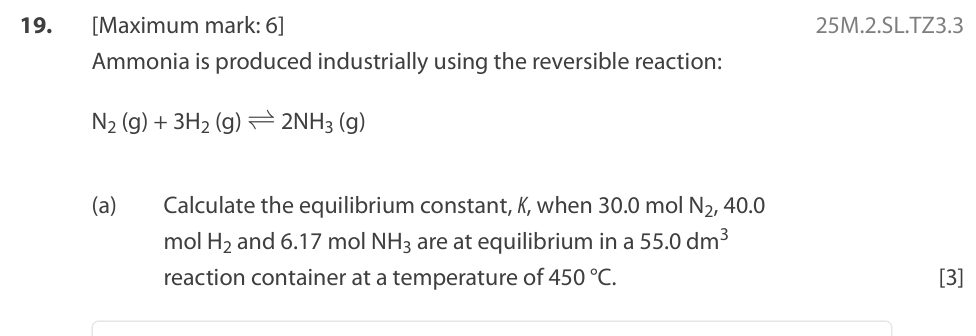 19. [Maximum mark: 6] 25M.2.SL.TZ3.3
Ammonia is produced industrially using the reversible reaction:
N₂ (g) + 3H₂ (g) ⇌ 2NH₃ (g)
(a) Calculate the equilibrium constant, K, when 30.0 mol N₂, 40.0
mol H₂ and 6.17 mol NH₃ are at equilibrium in a 55.0 dm³
reaction container at a temperature of 450 °C. [3]